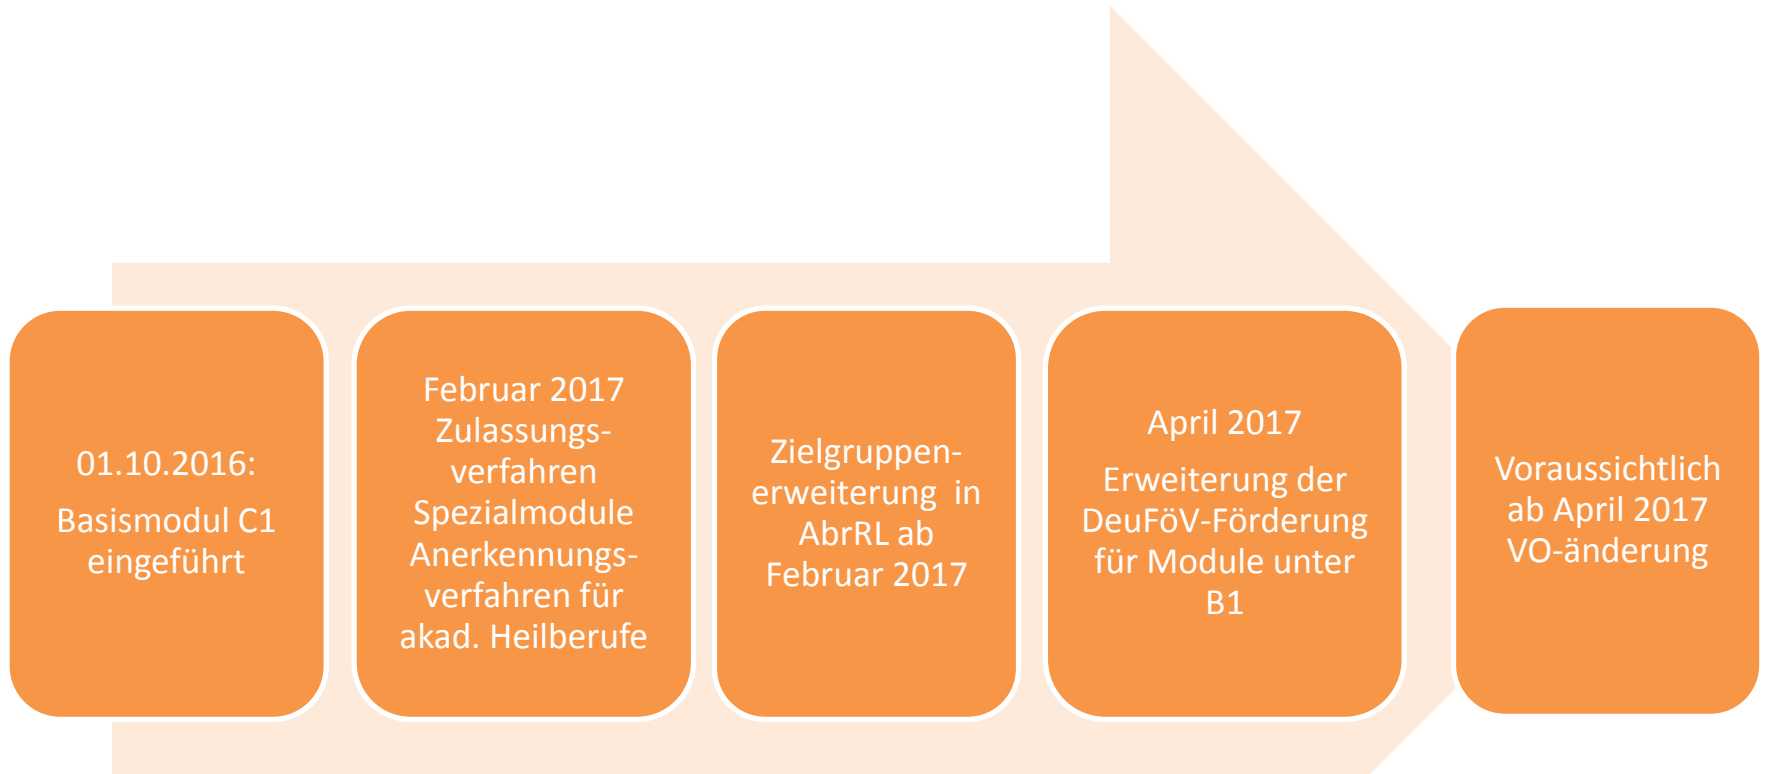 01.10.2016:
Basismodul C1
eingeführt
Februar 2017
Zulassungs-
verfahren
Spezialmodule
Anerkennungs-
verfahren für
akad. Heilberufe
Zielgruppen-
erweiterung  in
AbrRL ab
Februar 2017
April 2017
Erweiterung der
DeuFöV-Förderung
für Module unter
B1
Voraussichtlich
ab April 2017
VO-änderung